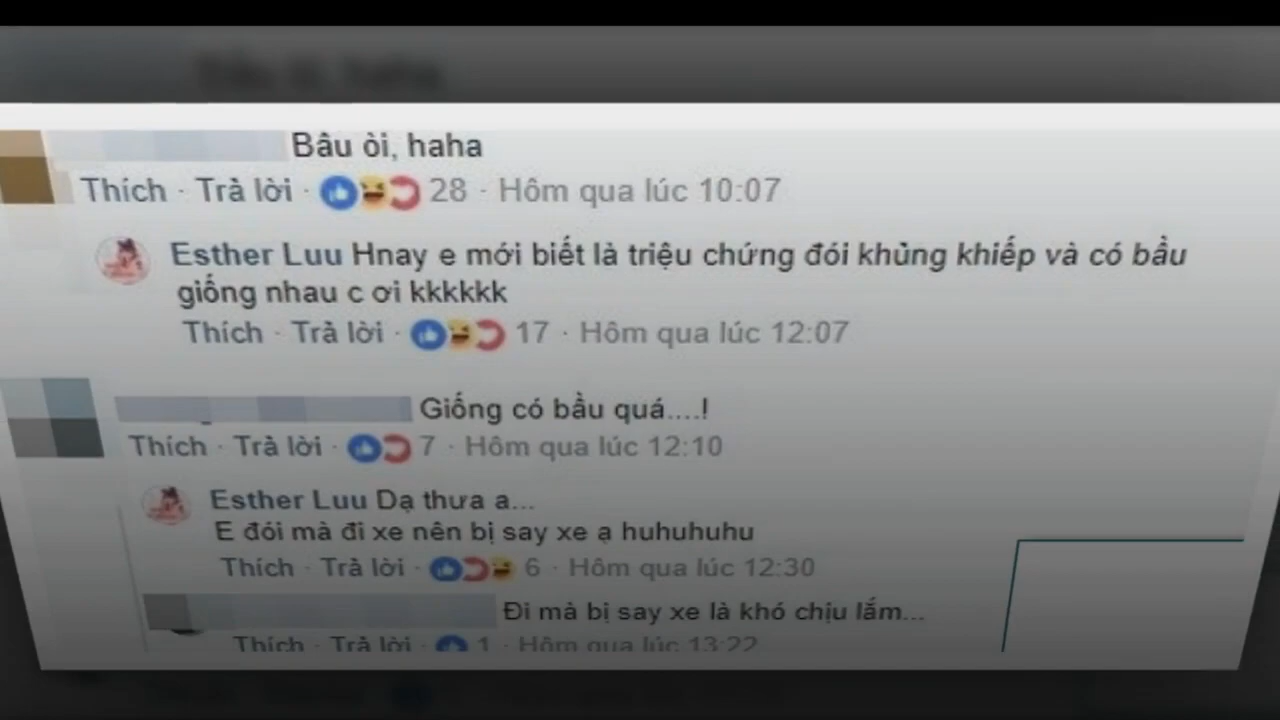 Bâu òi, haha
Thích · Trả lời · 28 · Hôm qua lúc 10:07
Esther Luu Hnay e mới biết là triệu chứng đói khủng khiếp và có bầu
giống nhau c ơi kkkkkk
Thích · Trả lời · 17 · Hôm qua lúc 12:07
Giống có bầu quá....!
Thích · Trả lời · 7 · Hôm qua lúc 12:10
Esther Luu Dạ thưa a...
E đói mà đi xe nên bị say xe ạ huhuhuhu
Thích · Trả lời · 6 · Hôm qua lúc 12:30
Đi mà bị say xe là khó chịu lắm...
Thích · Trả lời · 1 · Hôm qua lúc 13:22